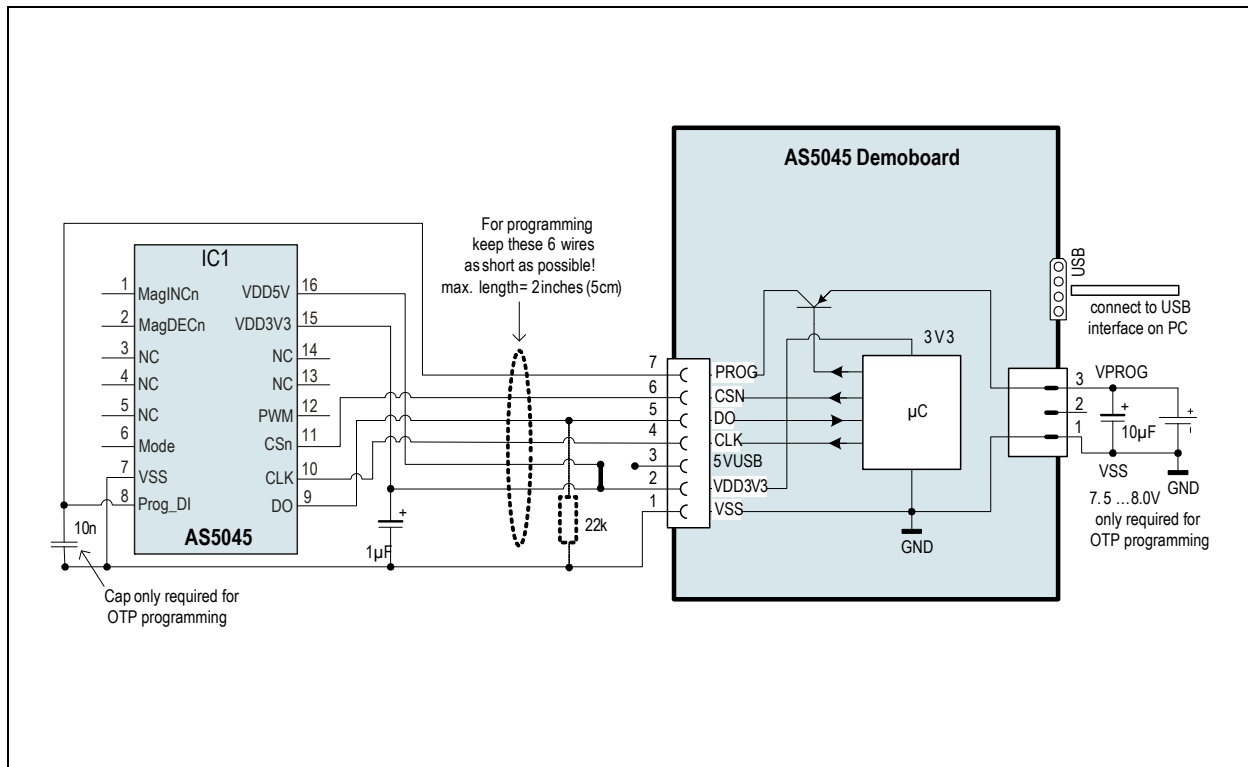 AS5045 Demoboard
For programming
keep these 6 wires
as short as possible!
max. length= 2inches (5cm)
IC1
1 MagINCn
2 MagDECn
3 NC
4 NC
5 NC
6 Mode
7 VSS
8 Prog_DI
VDD5V 16
VDD3V3 15
NC 14
NC 13
PWM 12
CSn 11
CLK 10
DO 9
AS5045
10n
Cap only required for
OTP programming
1µF
+
22k
7 PROG
6 CSN
5 DO
4 CLK
3 5VUSB
2 VDD3V3
1 VSS
3V3
µC
GND
USB
connect to USB
interface on PC
3 VPROG
2
1
+
10µF
+
-
VSS
GND
7.5 ...8.0V
only required for
OTP programming